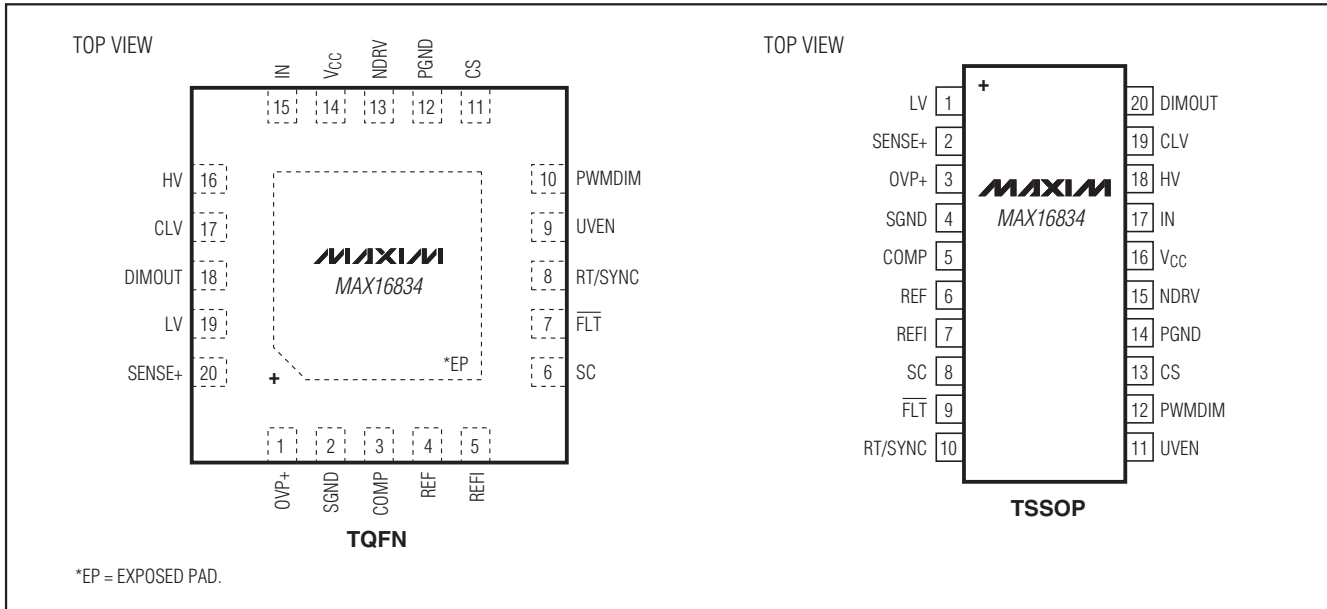 TOP VIEW
IN VCC NDRV PGND CS
15 14 13 12 11
HV 16
CLV 17
DIMOUT 18
LV 19
SENSE+ 20
10 PWMDIM
9 UVEN
8 RT/SYNC
7 FLT
6 SC
MAXIM
MAX16834
*EP
+
1 2 3 4 5
OVP+ SGND COMP REF REFI
TQFN
*EP = EXPOSED PAD.
TOP VIEW
+
LV 1
SENSE+ 2
OVP+ 3
SGND 4
COMP 5
REF 6
REFI 7
SC 8
FLT 9
RT/SYNC 10
MAXIM
MAX16834
20 DIMOUT
19 CLV
18 HV
17 IN
16 VCC
15 NDRV
14 PGND
13 CS
12 PWMDIM
11 UVEN
TSSOP